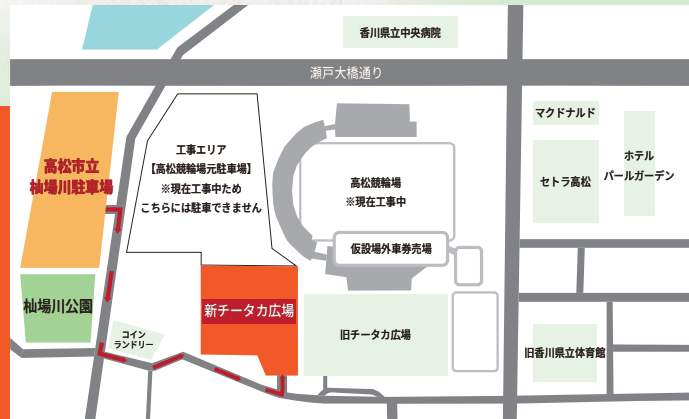 香川県立中央病院
瀬戸大橋通り
マクドナルド
工事エリア
【高松競輪場元駐車場】
※現在工事中ため
こちらには駐車できません
高松市立
杣場川駐車場
高松競輪場
※現在工事中
セトラ高松
ホテル
パールガーデン
仮設場外車券売場
杣場川公園
新チータカ広場
コイン
ランドリー
旧チータカ広場
旧香川県立体育館